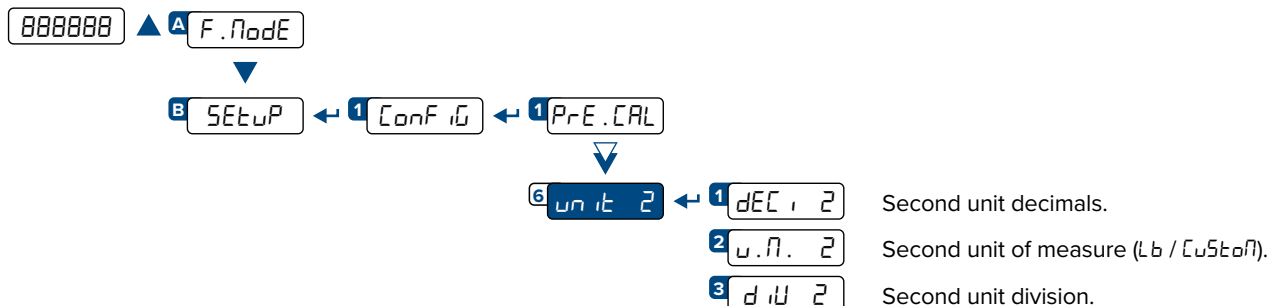 888888 A F.ModE
B SEtuP 1 ConFiG 1 PrE.CAL
6 unit 2 1 dECi 2 Second unit decimals.
2 u.M. 2 Second unit of measure (Lb / CuStoM).
3 diV 2 Second unit division.